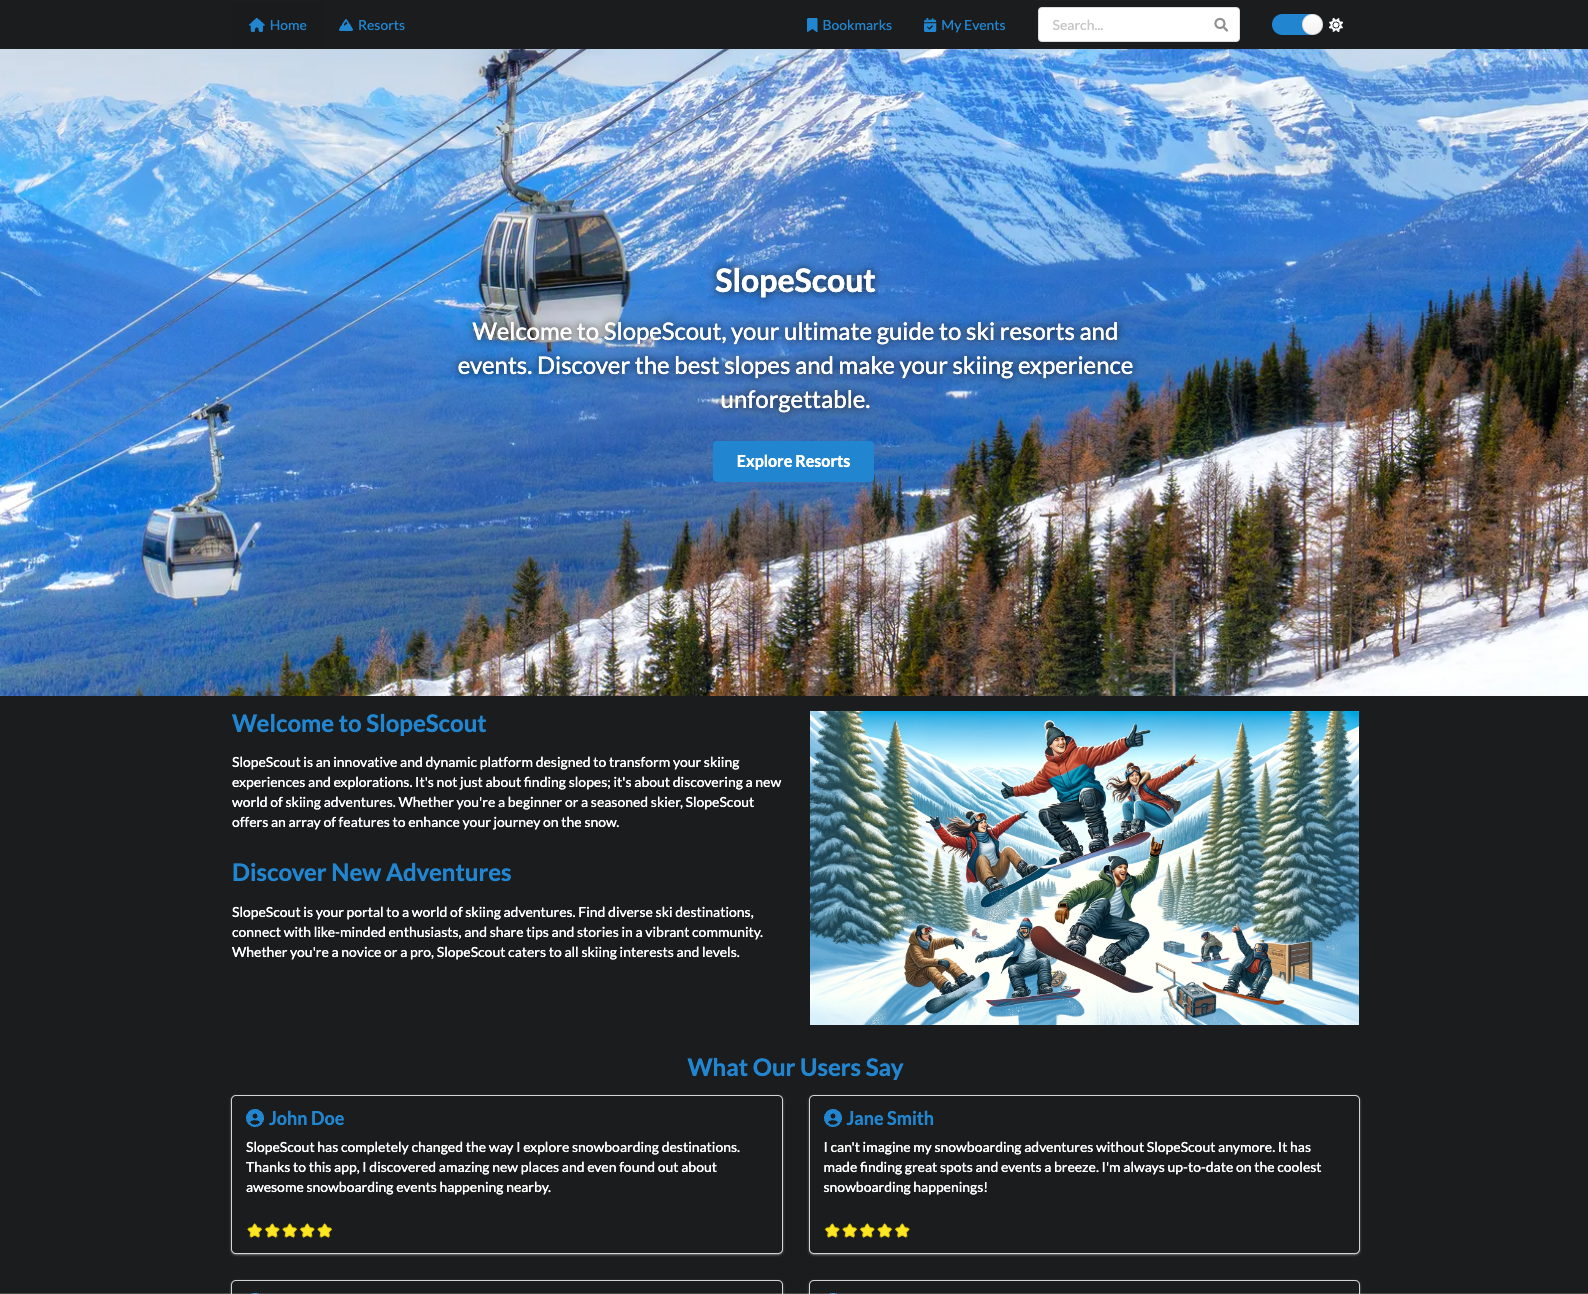 Home
Resorts
Bookmarks
My Events
Search...
SlopeScout
Welcome to SlopeScout, your ultimate guide to ski resorts and
events. Discover the best slopes and make your skiing experience
unforgettable.
Explore Resorts
Welcome to SlopeScout
SlopeScout is an innovative and dynamic platform designed to transform your skiing
experiences and explorations. It's not just about finding slopes; it's about discovering a new
world of skiing adventures. Whether you're a beginner or a seasoned skier, SlopeScout
offers an array of features to enhance your journey on the snow.
Discover New Adventures
SlopeScout is your portal to a world of skiing adventures. Find diverse ski destinations,
connect with like-minded enthusiasts, and share tips and stories in a vibrant community.
Whether you're a novice or a pro, SlopeScout caters to all skiing interests and levels.
What Our Users Say
John Doe
SlopeScout has completely changed the way I explore snowboarding destinations.
Thanks to this app, I discovered amazing new places and even found out about
awesome snowboarding events happening nearby.
Jane Smith
I can't imagine my snowboarding adventures without SlopeScout anymore. It has
made finding great spots and events a breeze. I'm always up-to-date on the coolest
snowboarding happenings!